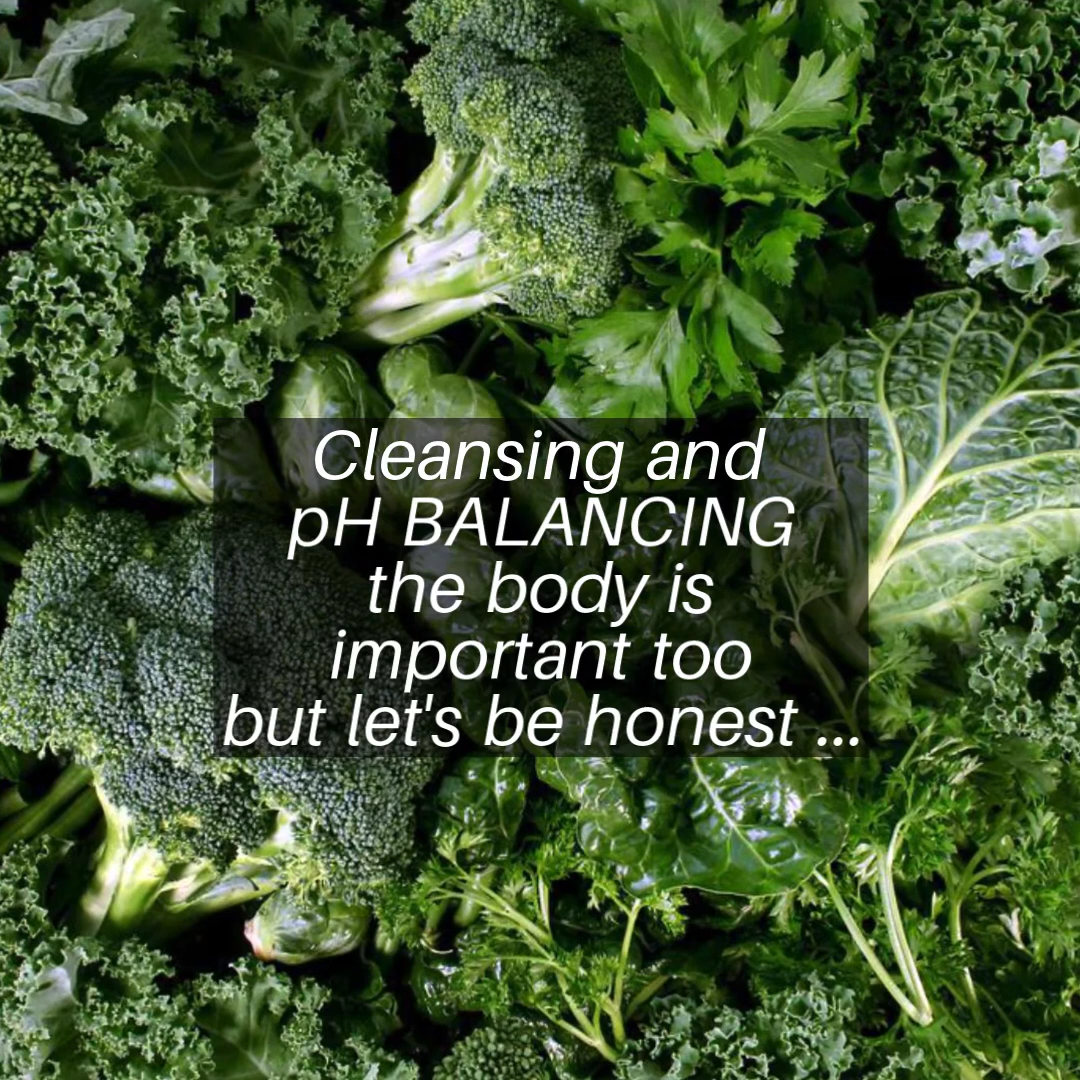 Cleansing and
pH BALANCING
the body is
important too
but let's be honest ...